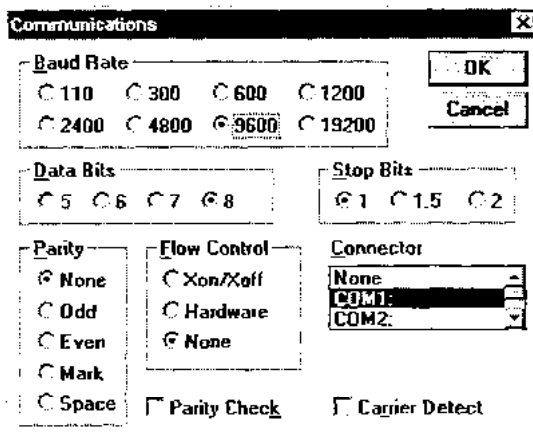 Communications
Baud Rate
110 300 600 1200
2400 4800 9600 19200
OK
Cancel
Data Bits
5 6 7 8
Stop Bits
1 1.5 2
Parity
None
Odd
Even
Mark
Space
Flow Control
Xon/Xoff
Hardware
None
Connector
None
COM1:
COM2:
Parity Check
Carrier Detect